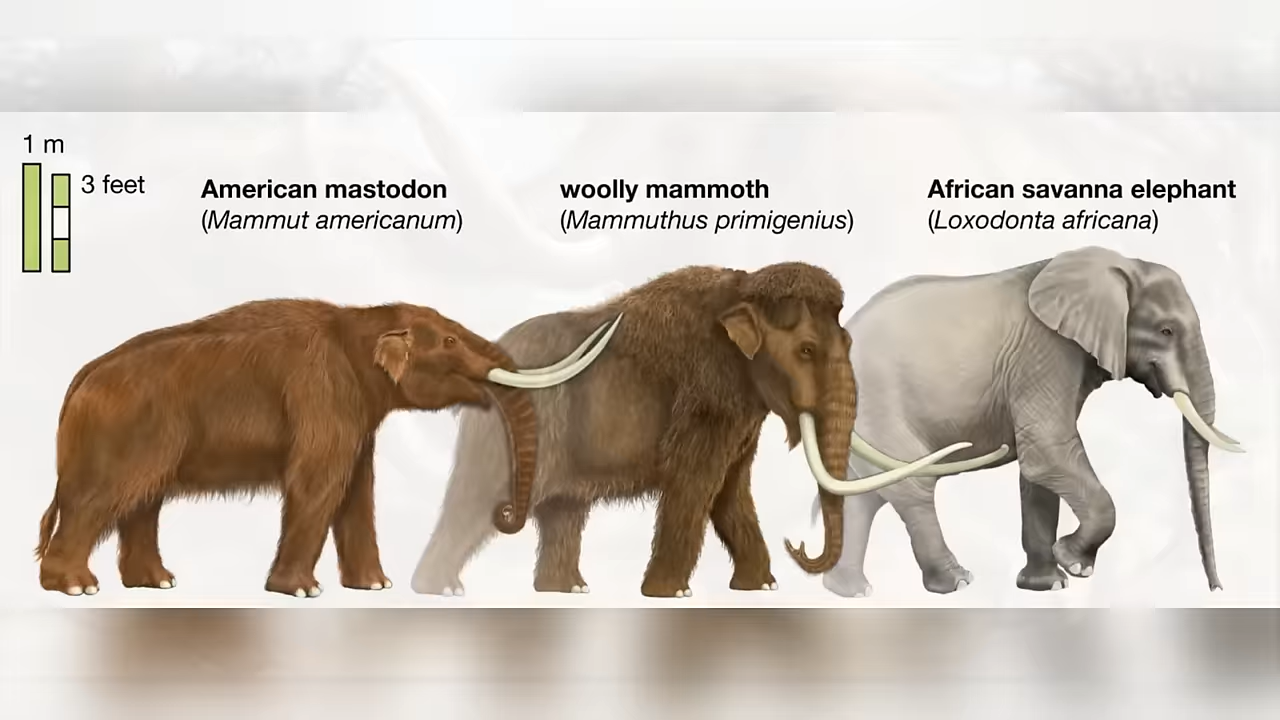 1 m
3 feet
American mastodon
(Mammut americanum)
woolly mammoth
(Mammuthus primigenius)
African savanna elephant
(Loxodonta africana)